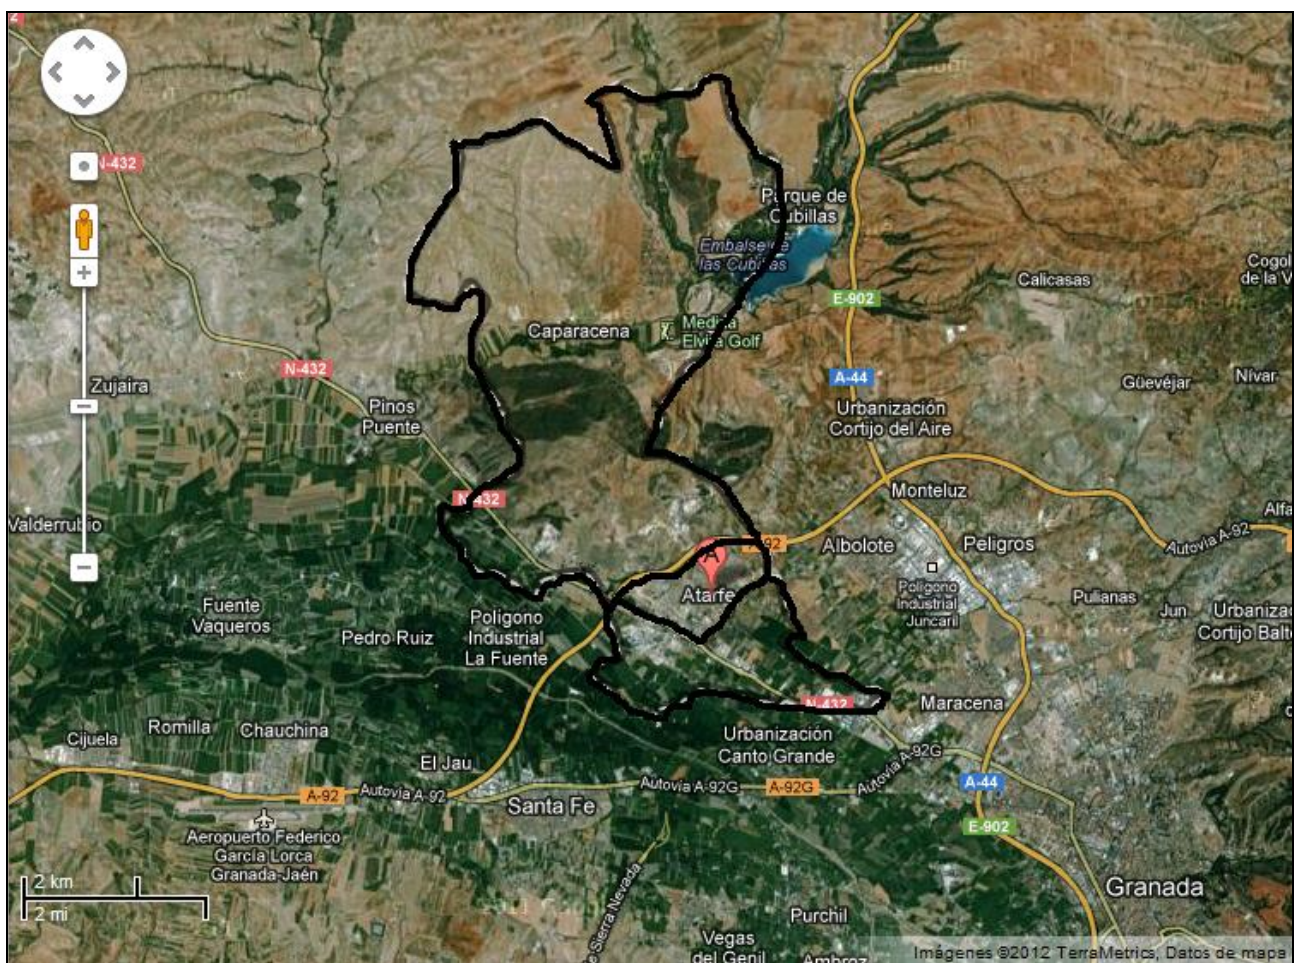 N-432
Parque de
Cubillas
Embalse de
las Cubillas
Cogol
de la V
Calicasas
E-902
Caparacena
Medina
Elvira Golf
N-432
A-44
Zujaira
Güevéjar
Nívar
Pinos
Puente
Urbanización
Cortijo del Aire
N-432
Monteluz
Valderrubio
Alfa
A-92
Albolote
Peligros
Autovía A-92
A
Atarfe
Polígono
Industrial
Juncaril
Pulianas
Jun
Urbanizac
Cortijo Balto
Fuente
Vaqueros
Pedro Ruiz
Polígono
Industrial
La Fuente
N-432
Maracena
Romilla
Chauchina
Cijuela
Urbanización
Canto Grande
El Jau
Autovía A-92G
A-92
Autovía A-92
Santa Fe
Autovía A-92G
A-92G
A-44
E-902
Aeropuerto Federico
García Lorca
Granada-Jaén
2 km
2 mi
e Sierra Nevada
Granada
Purchil
Vegas
del Genil
Ambroz
Imágenes ©2012 TerraMetrics, Datos de mapa